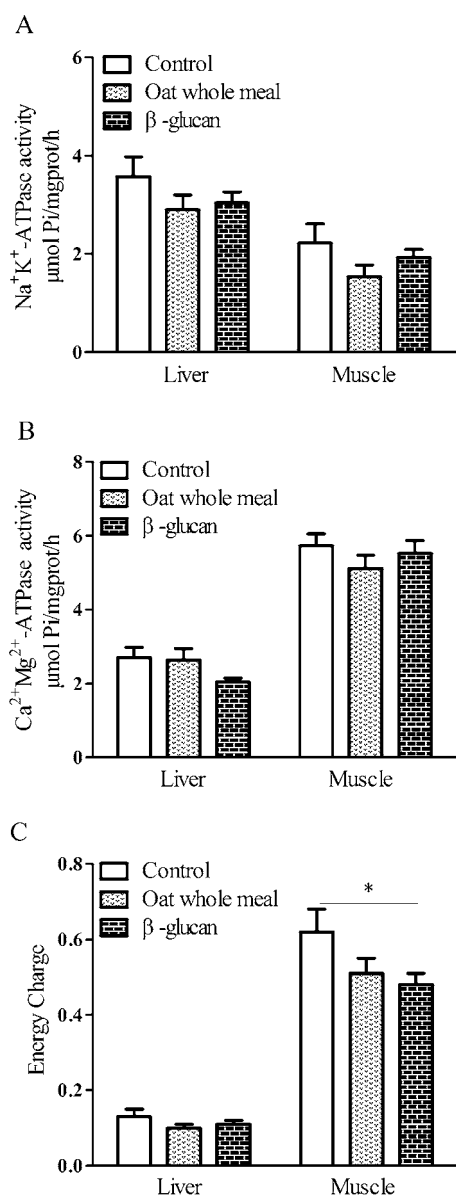 A
Na⁺K⁺-ATPase activity
μmol Pi/mgprot/h
6
4
2
0
Control
Oat whole meal
β -glucan
Liver Muscle
B
Ca²⁺Mg²⁺-ATPase activity
μmol Pi/mgprot/h
8
6
4
2
0
Control
Oat whole meal
β -glucan
Liver Muscle
C
Energy Charge
0.8
0.6
0.4
0.2
0.0
Control
Oat whole meal
β -glucan
*
Liver Muscle